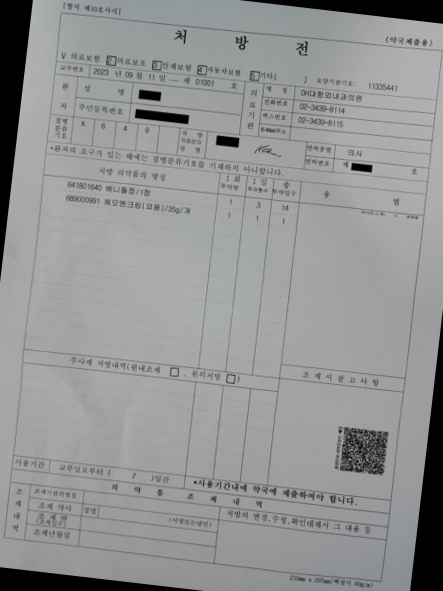 [별지 제10호서식]
처 방 전
(약국제출용)
V 의료보험 2 의료보호 3 산재보험 4 자동차보험 5 기타( ) 요양기관기호: 11335441
교부번호 2023 년 09 월 11 일 — 제 01001 호
환 자
성 명
주민등록번호
의료기관
명 칭 OH대항외내과의원
전화번호 02-3439-8114
팩스번호 02-3439-8115
E-Mail주소
질병분류기호 K 6 4 9
처 방 의료인의 성 명
면허종별 의사
면허번호 제 호
*환자의 요구가 있는 때에는 질병분류기호를 기재하지 아니합니다.
처방 의약품의 명칭
1 회 투약량
1 일 투여횟수
총 투약일수
용 법
641801640 베니톨정/1정 1 3 14
689000991 헤모렌크림(외용)/35g/개 1 1 1
주사제 처방내역(원내조제 , 원외처방 )
조제시 참고사항
사용기간 교부일로부터 ( 7 )일간
*사용기간내에 약국에 제출하여야 합니다.
의 약 품 조 제 내 역
조 제 내 역
조제기관의명칭
조제 약사 성명 (서명또는날인)
조 제 약 (조제일수)
조제년월일
처방의 변경,수정,확인대체시 그 내용 등
210mm x 297mm(백상지 80g/㎡)